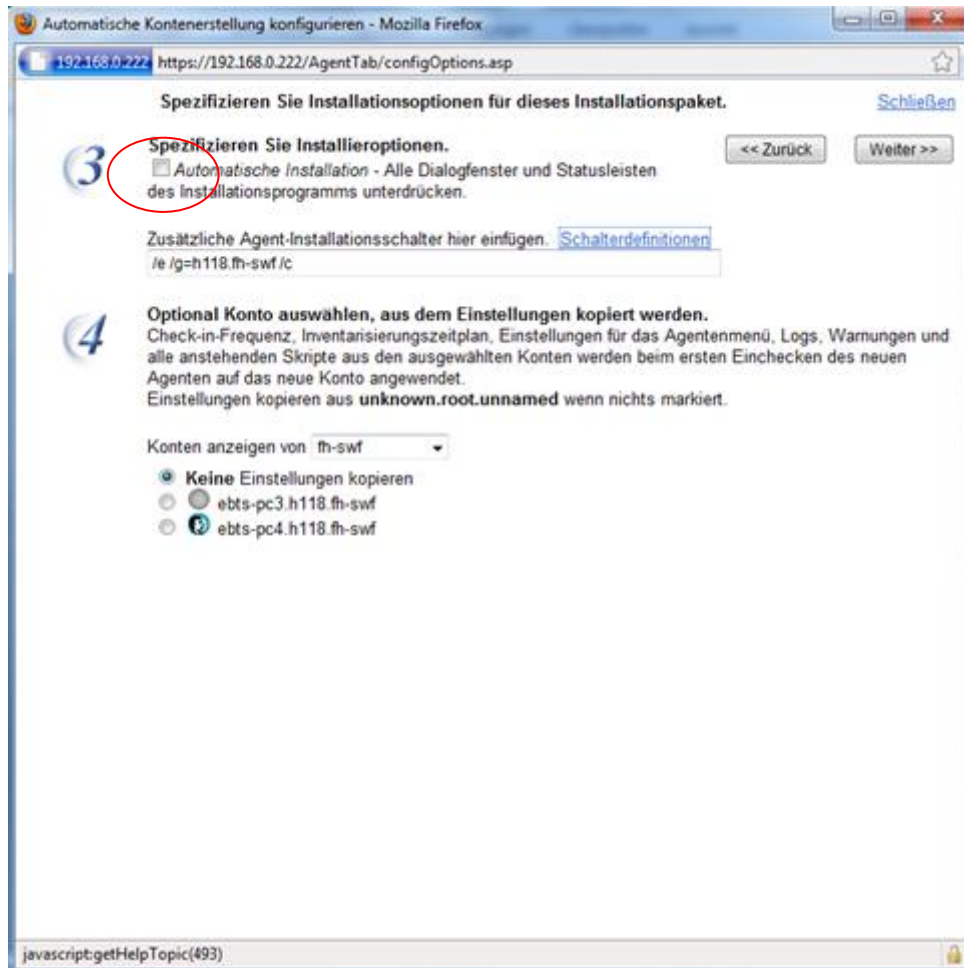 Automatische Kontenerstellung konfigurieren - Mozilla Firefox
192.168.0.222 https://192.168.0.222/AgentTab/configOptions.asp
Spezifizieren Sie Installationsoptionen für dieses Installationspaket. Schließen
3 Spezifizieren Sie Installieroptionen. << Zurück Weiter >>
Automatische Installation - Alle Dialogfenster und Statusleisten
des Installationsprogramms unterdrücken.
Zusätzliche Agent-Installationsschalter hier einfügen. Schalterdefinitionen
/e /g=h118.fh-swf /c
4 Optional Konto auswählen, aus dem Einstellungen kopiert werden.
Check-in-Frequenz, Inventarisierungszeitplan, Einstellungen für das Agentenmenü, Logs, Warnungen und
alle anstehenden Skripte aus den ausgewählten Konten werden beim ersten Einchecken des neuen
Agenten auf das neue Konto angewendet.
Einstellungen kopieren aus unknown.root.unnamed wenn nichts markiert.
Konten anzeigen von fh-swf
Keine Einstellungen kopieren
ebts-pc3.h118.fh-swf
ebts-pc4.h118.fh-swf
javascript:getHelpTopic(493)